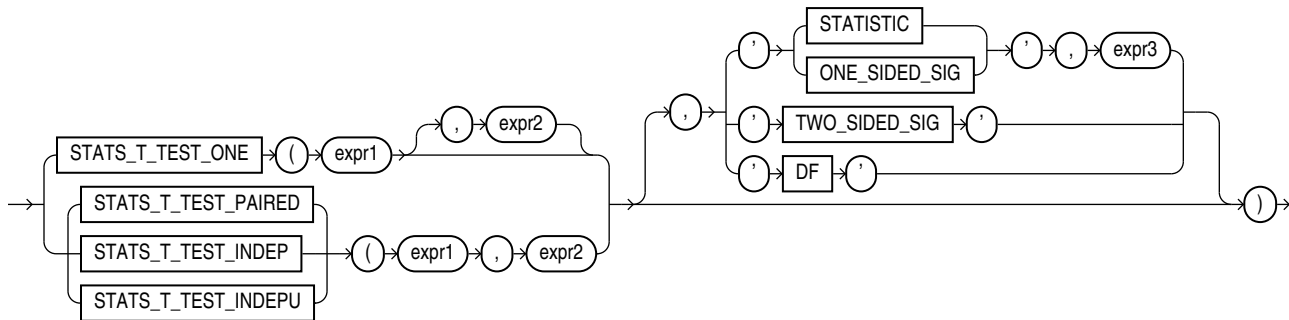 STATS_T_TEST_ONE ( expr1 , expr2
STATS_T_TEST_PAIRED
STATS_T_TEST_INDEP
STATS_T_TEST_INDEPU
( expr1 , expr2
,
' STATISTIC
ONE_SIDED_SIG ' , expr3
' TWO_SIDED_SIG '
' DF '
)